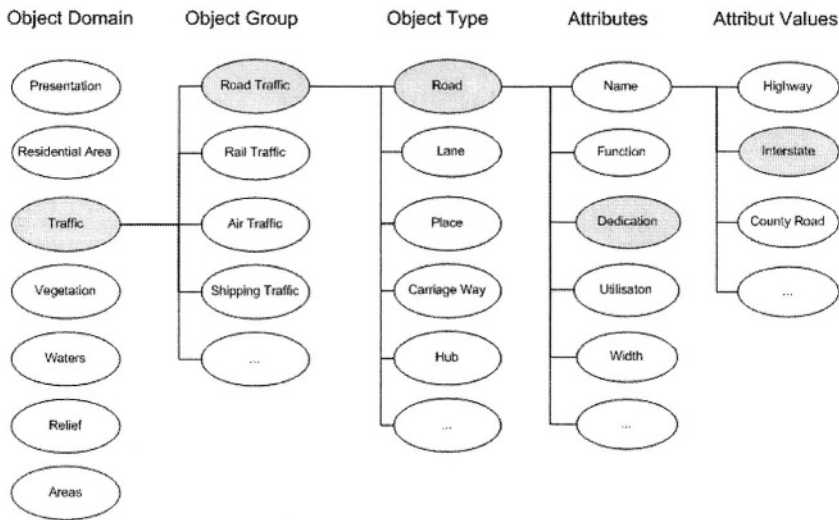 Object Domain Object Group Object Type Attributes Attribut Values
Presentation Road Traffic Road Name Highway
Residential Area Rail Traffic Lane Function Interstate
Traffic Air Traffic Place Dedication County Road
Vegetation Shipping Traffic Carriage Way Utilisaton ...
Waters ... Hub Width
Relief ... ...
Areas